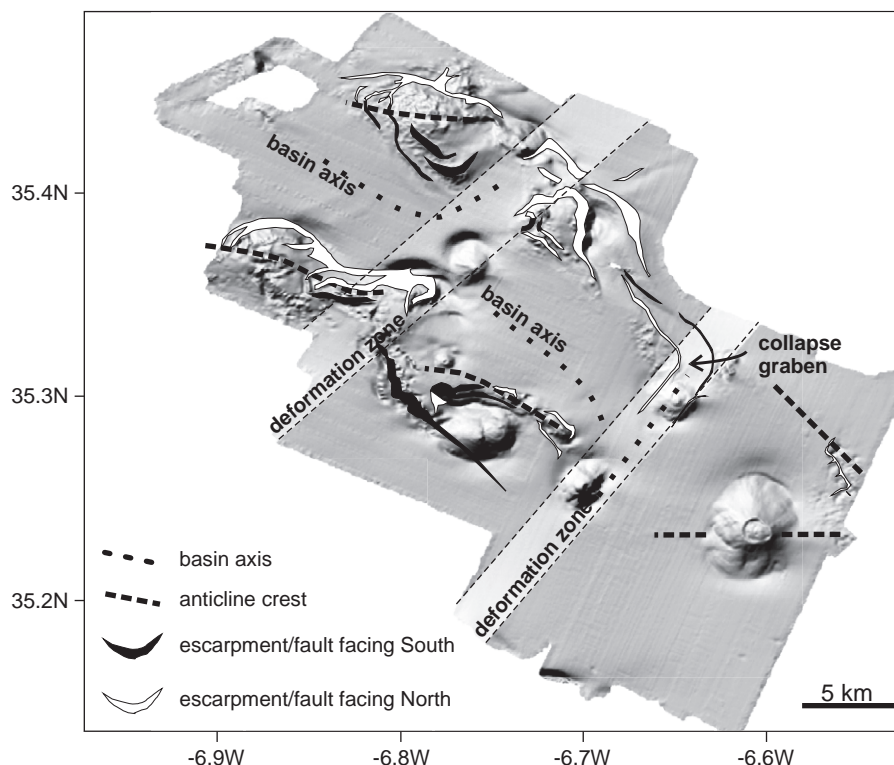 35.4N
35.3N
35.2N
-6.9W
-6.8W
-6.7W
-6.6W
basin axis
basin axis
deformation zone
deformation zone
collapse
graben
basin axis
anticline crest
escarpment/fault facing South
escarpment/fault facing North
5 km